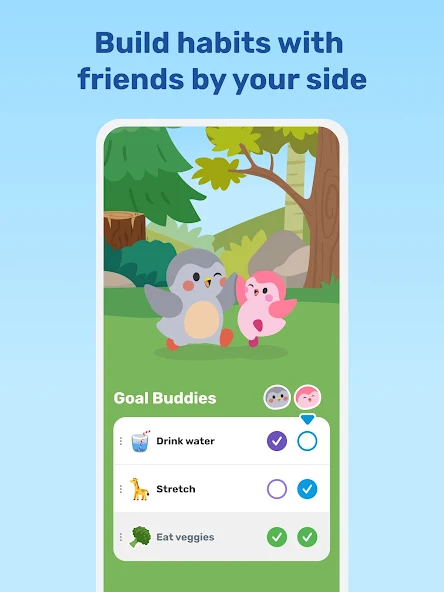 Build habits with
friends by your side
Goal Buddies
Drink water
Stretch
Eat veggies